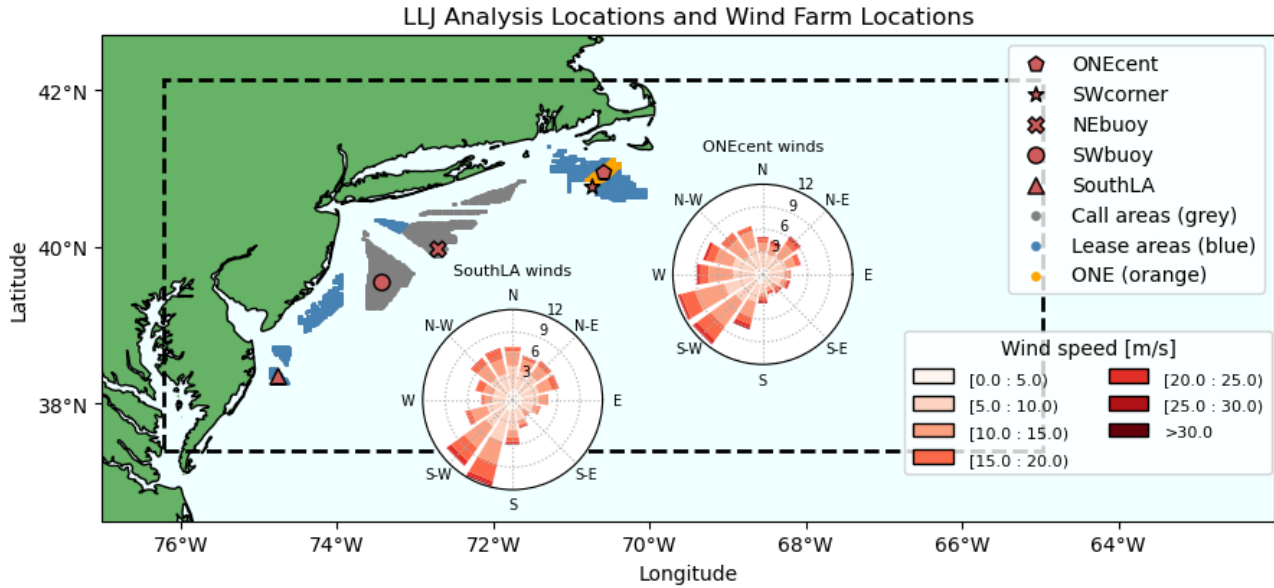 LLJ Analysis Locations and Wind Farm Locations
Latitude
42°N
40°N
38°N
ONEcent
SWcorner
NEbuoy
SWbuoy
SouthLA
Call areas (grey)
Lease areas (blue)
ONE (orange)
ONEcent winds
N
N-E
E
S-E
S
S-W
W
N-W
3
6
9
12
SouthLA winds
N
N-E
E
S-E
S
S-W
W
N-W
3
6
9
12
Wind speed [m/s]
[0.0 : 5.0)
[5.0 : 10.0)
[10.0 : 15.0)
[15.0 : 20.0)
[20.0 : 25.0)
[25.0 : 30.0)
>30.0
76°W
74°W
72°W
70°W
68°W
66°W
64°W
Longitude